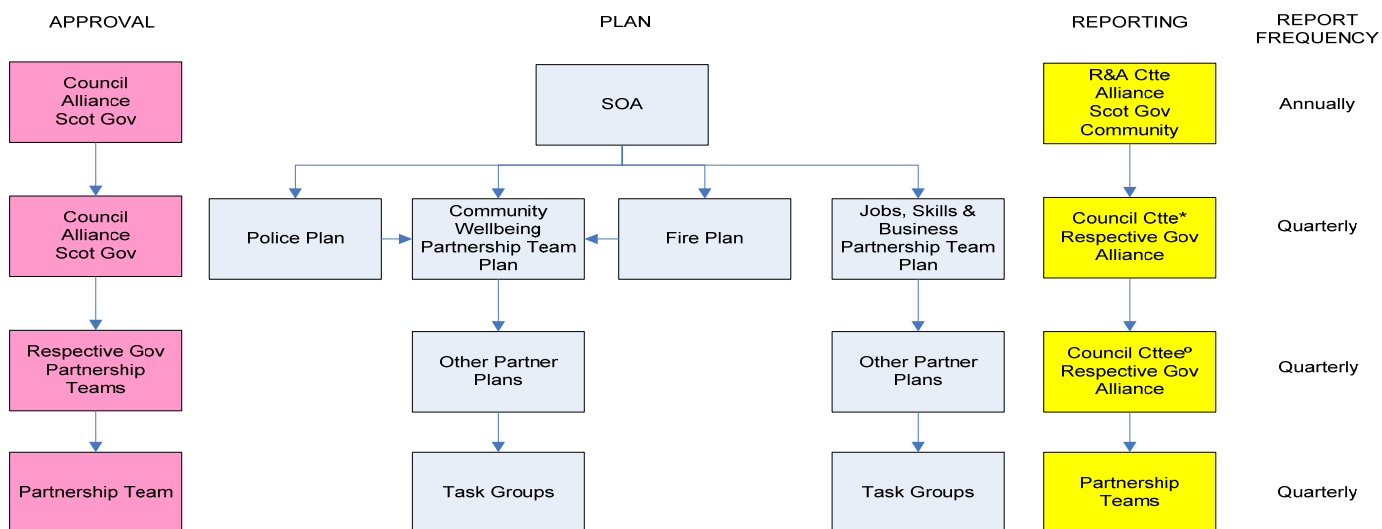 APPROVAL
PLAN
REPORTING
REPORT
FREQUENCY
Council
Alliance
Scot Gov
SOA
R&A Ctte
Alliance
Scot Gov
Community
Annually
Council
Alliance
Scot Gov
Police Plan
Community
Wellbeing
Partnership Team
Plan
Fire Plan
Jobs, Skills &
Business
Partnership Team
Plan
Council Ctte*
Respective Gov
Alliance
Quarterly
Respective Gov
Partnership
Teams
Other Partner
Plans
Other Partner
Plans
Council Ctteeº
Respective Gov
Alliance
Quarterly
Partnership Team
Task Groups
Task Groups
Partnership
Teams
Quarterly